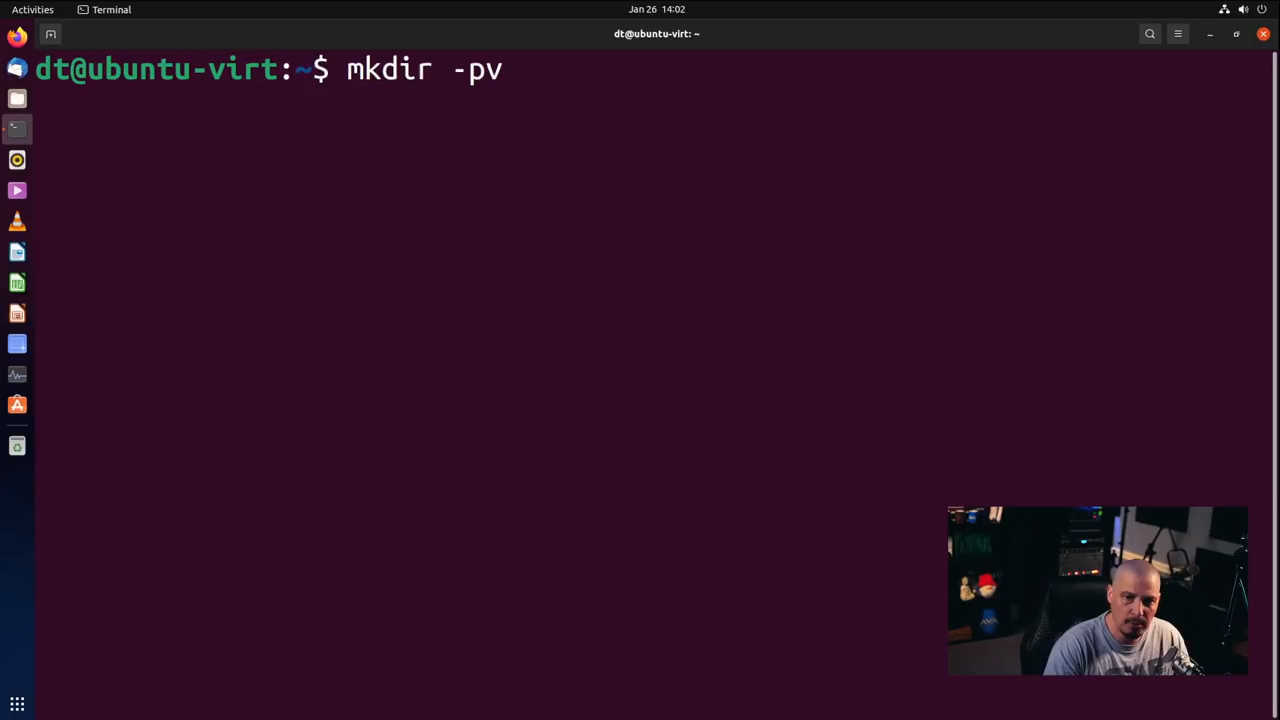 Activities
Terminal
Jan 26 14:02
dt@ubuntu-virt: ~
dt@ubuntu-virt:~$ mkdir -pv